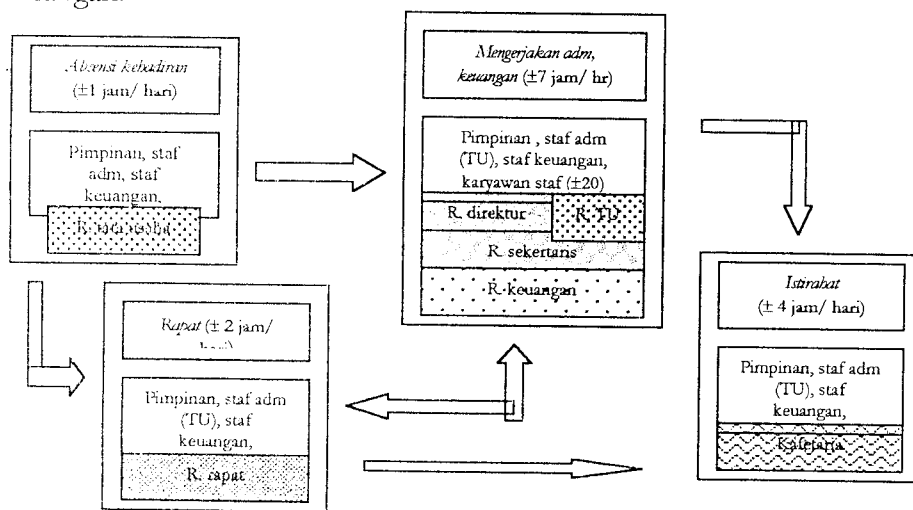 Absensi kehadiran
(±1 jam/ hari)
Pimpinan, staf
adm, staf
keuangan,
R.
Mengerjakan adm,
keuangan (±7 jam/ hr)
Pimpinan , staf adm
(TU), staf keuangan,
karyawan staf (±20)
R. direktur
R. TU
R. sekertaris
R. keuangan
Rapat (± 2 jam/
Pimpinan, staf adm
(TU), staf
keuangan,
R. rapat
Istirahat
(± 4 jam/ hari)
Pimpinan, staf adm
(TU), staf
keuangan,
Kafetaria